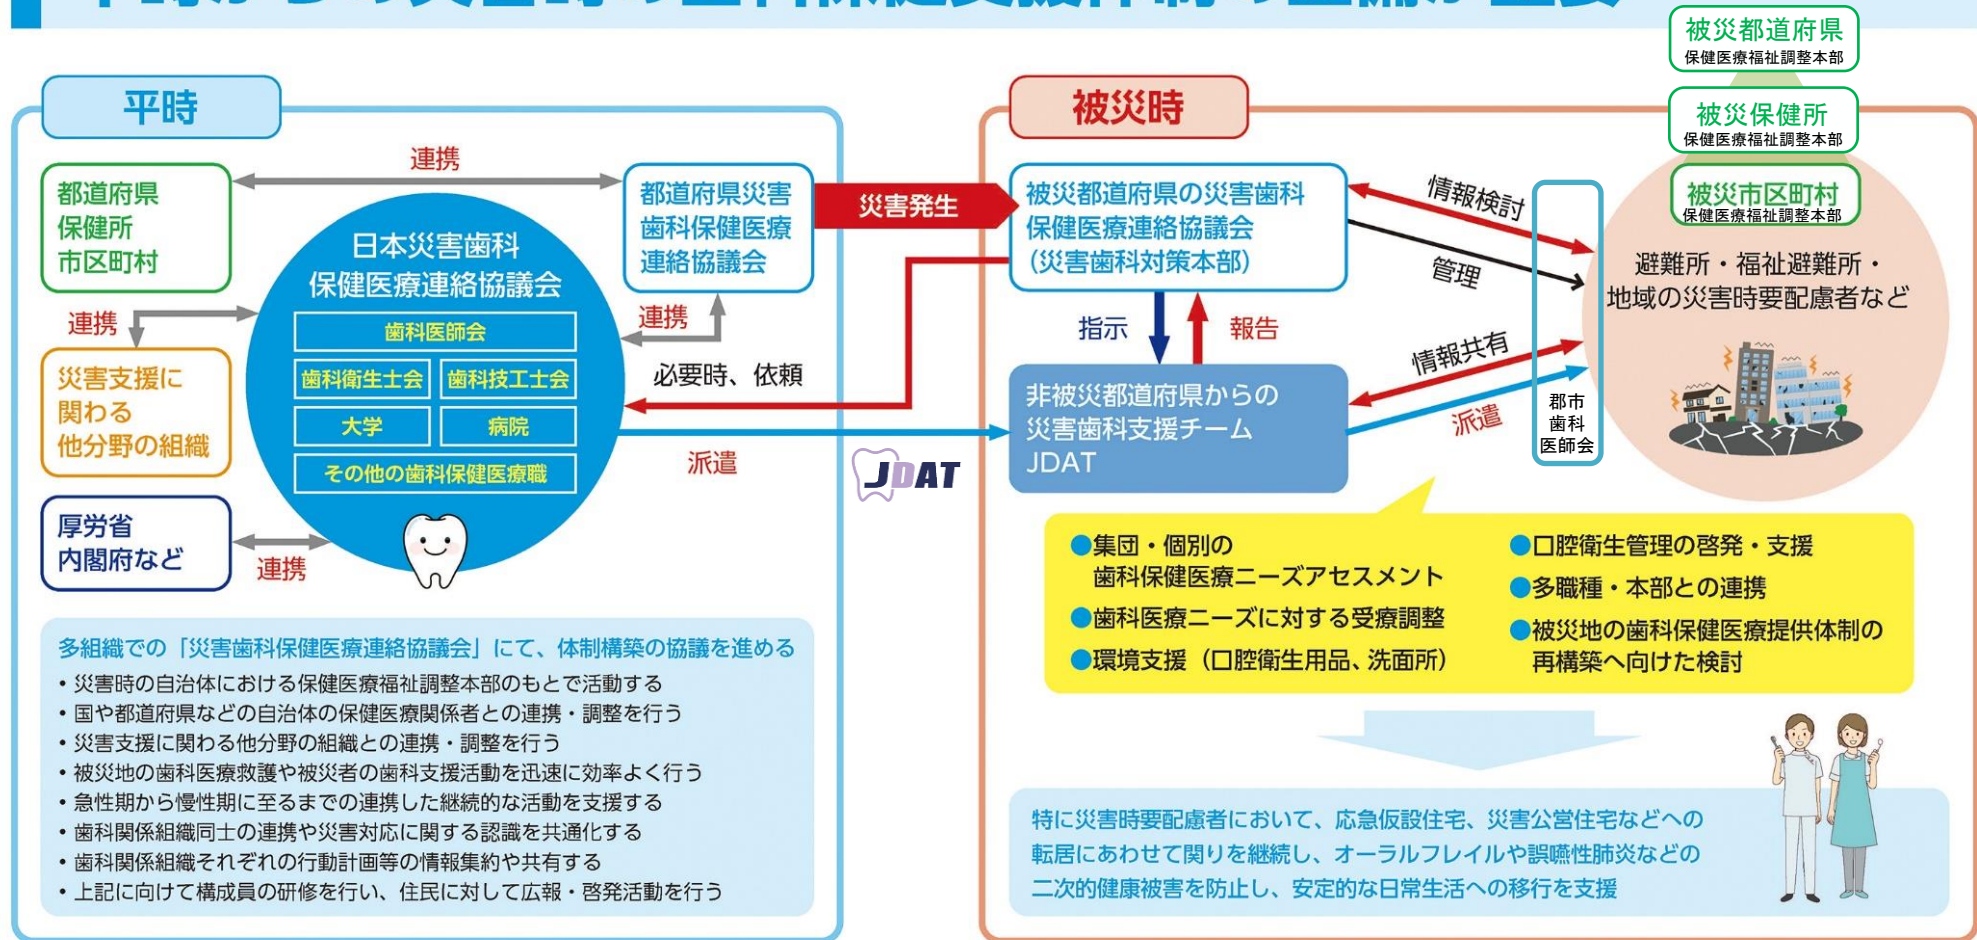 被災都道府県
保健医療福祉調整本部
平時
被災時
被災保健所
保健医療福祉調整本部
連携
都道府県
保健所
市区町村
都道府県災害
歯科保健医療
連絡協議会
災害発生
被災都道府県の災害歯科
保健医療連絡協議会
(災害歯科対策本部)
情報検討
管理
被災市区町村
保健医療福祉調整本部
避難所・福祉避難所・
地域の災害時要配慮者など
日本災害歯科
保健医療連絡協議会
歯科医師会
歯科衛生士会
歯科技工士会
大学
病院
その他の歯科保健医療職
連携
連携
災害支援に
関わる
他分野の組織
必要時、依頼
指示
報告
情報共有
派遣
郡市
歯科
医師会
非被災都道府県からの
災害歯科支援チーム
JDAT
派遣
JDAT
厚労省
内閣府など
連携
●集団・個別の
歯科保健医療ニーズアセスメント
●歯科医療ニーズに対する受療調整
●環境支援(口腔衛生用品、洗面所)
●口腔衛生管理の啓発・支援
●多職種・本部との連携
●被災地の歯科保健医療提供体制の
再構築へ向けた検討
多組織での「災害歯科保健医療連絡協議会」にて、体制構築の協議を進める
・災害時の自治体における保健医療福祉調整本部のもとで活動する
・国や都道府県などの自治体の保健医療関係者との連携・調整を行う
・災害支援に関わる他分野の組織との連携・調整を行う
・被災地の歯科医療救護や被災者の歯科支援活動を迅速に効率よく行う
・急性期から慢性期に至るまでの連携した継続的な活動を支援する
・歯科関係組織同士の連携や災害対応に関する認識を共通化する
・歯科関係組織それぞれの行動計画等の情報集約や共有する
・上記に向けて構成員の研修を行い、住民に対して広報・啓発活動を行う
特に災害時要配慮者において、応急仮設住宅、災害公営住宅などへの
転居にあわせて関りを継続し、オーラルフレイルや誤嚥性肺炎などの
二次的健康被害を防止し、安定的な日常生活への移行を支援